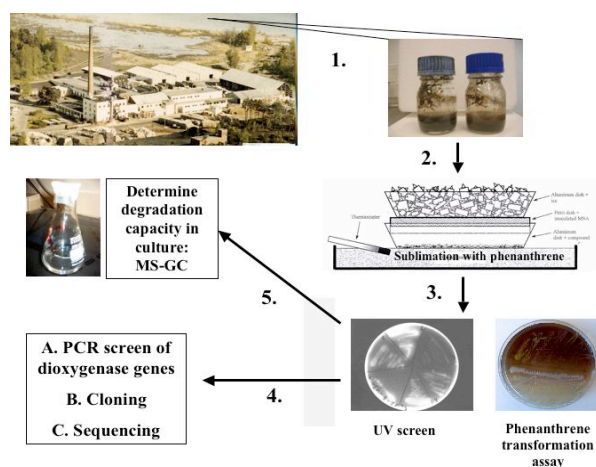 1.
2.
Aluminum dish +
ice
Petri dish +
inoculated MBA
Thermometer
Aluminum
dish + compound
Sublimation with phenanthrene
Determine
degradation
capacity in
culture:
MS-GC
3.
5.
A. PCR screen of
dioxygenase genes
B. Cloning
C. Sequencing
4.
UV screen
Phenanthrene
transformation
assay